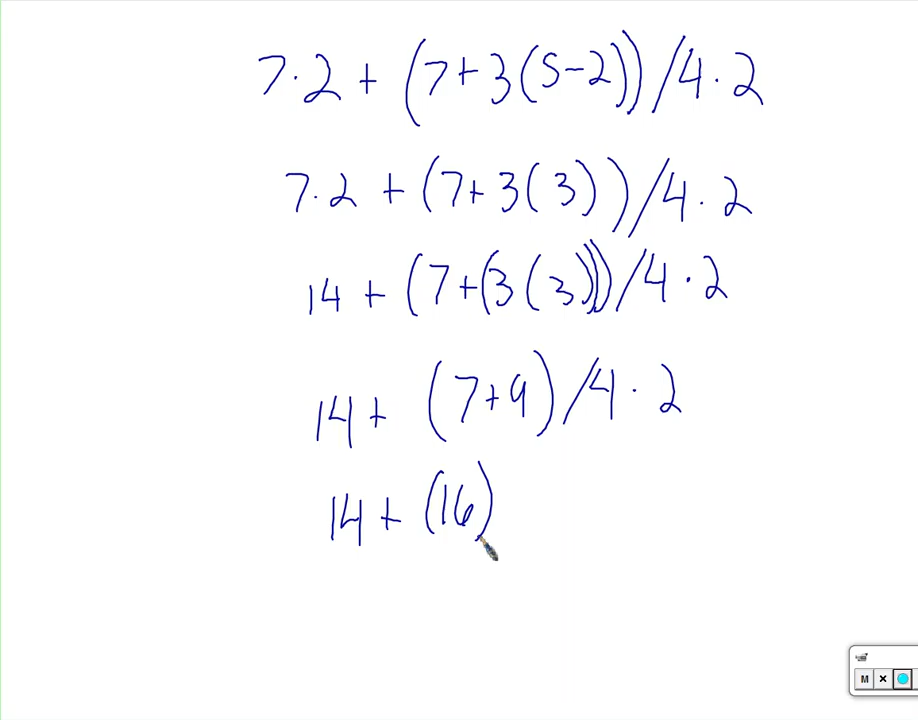 7·2 + (7+3(5-2))/4·2
7·2 + (7+3(3))/4·2
14 + (7+(3(3)))/4·2
14 + (7+9)/4·2
14 + (16)
M X